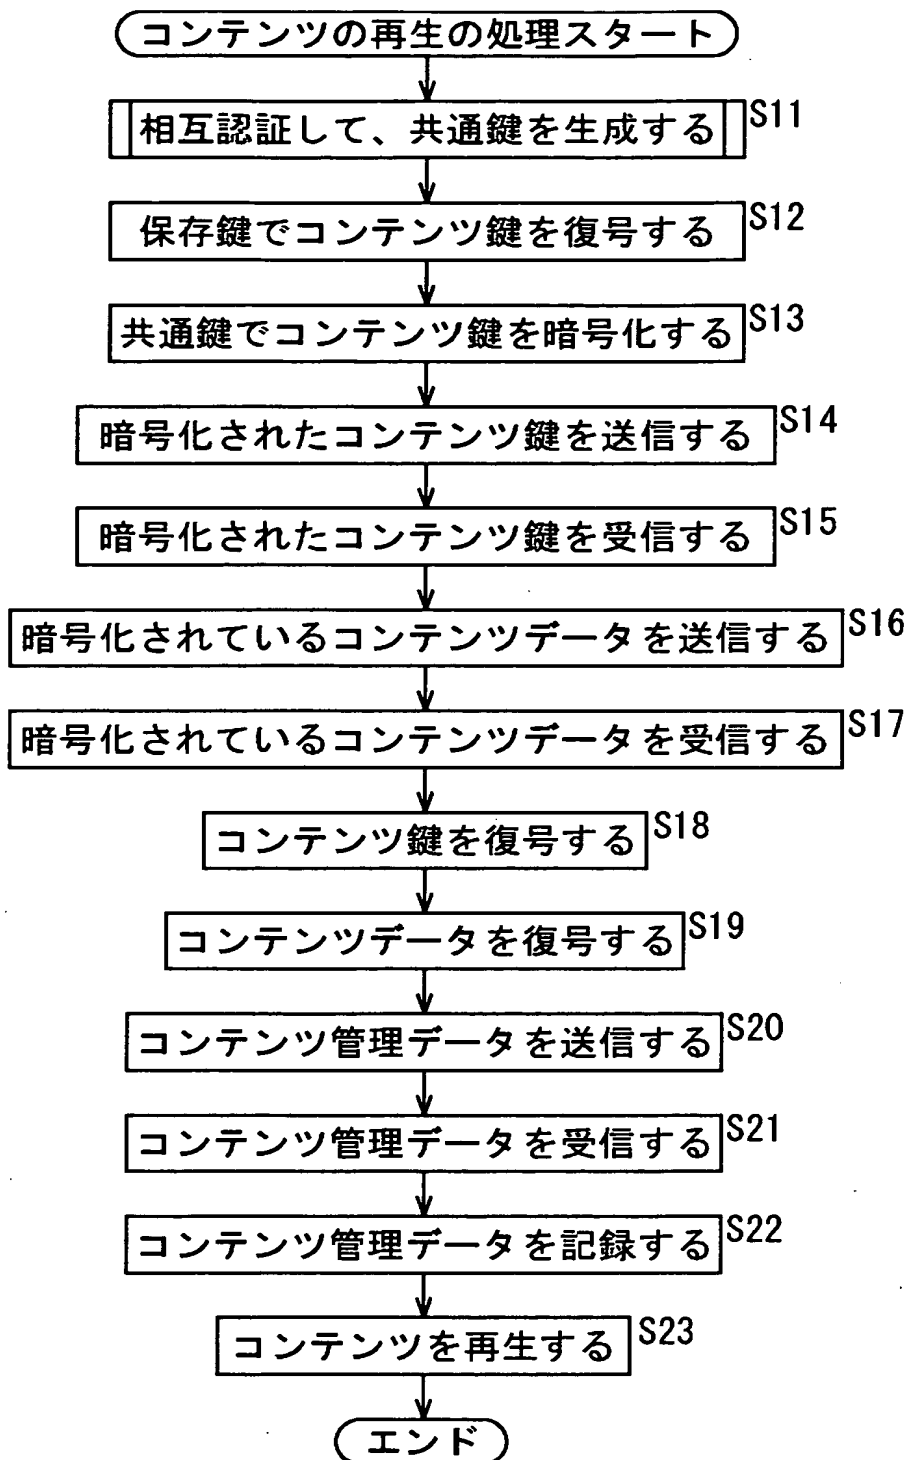 コンテンツの再生の処理スタート
相互認証して、共通鍵を生成する S11
保存鍵でコンテンツ鍵を復号する S12
共通鍵でコンテンツ鍵を暗号化する S13
暗号化されたコンテンツ鍵を送信する S14
暗号化されたコンテンツ鍵を受信する S15
暗号化されているコンテンツデータを送信する S16
暗号化されているコンテンツデータを受信する S17
コンテンツ鍵を復号する S18
コンテンツデータを復号する S19
コンテンツ管理データを送信する S20
コンテンツ管理データを受信する S21
コンテンツ管理データを記録する S22
コンテンツを再生する S23
エンド